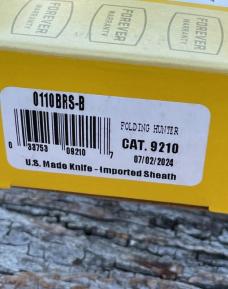 FOREVER
WARRANTY
FOREVER
WARRANTY
FOREVER
WARRANTY
0110BRS-B
FOLDING HUNTER
CAT. 9210
07/02/2024
0 33753 09210 7
U.S. Made Knife - Imported Sheath